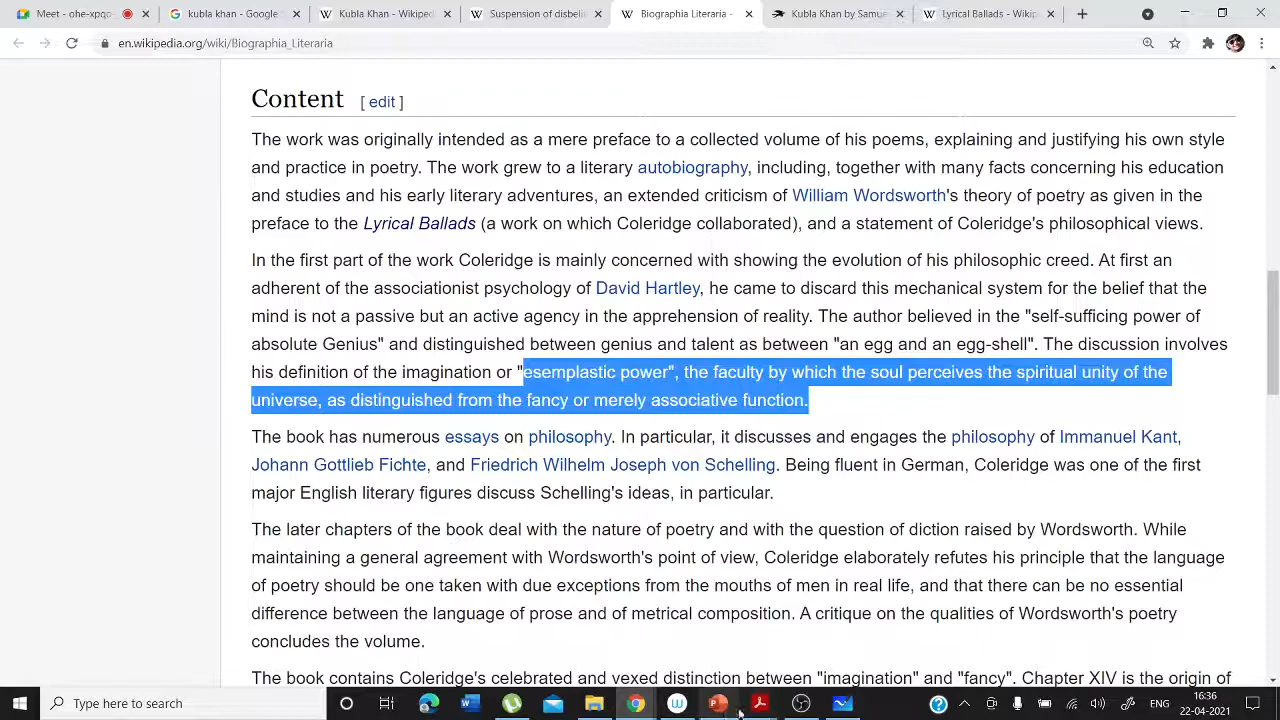 Meet - ohe-xpqo-
kubla khan - Google
Kubla Khan - Wikiped
Suspension of disbelin
Biographia Literaria -
Kubla Khan by Samue
Lyrical Ballads - Wikip
en.wikipedia.org/wiki/Biographia_Literaria
Content [ edit ]
The work was originally intended as a mere preface to a collected volume of his poems, explaining and justifying his own style
and practice in poetry. The work grew to a literary autobiography, including, together with many facts concerning his education
and studies and his early literary adventures, an extended criticism of William Wordsworth's theory of poetry as given in the
preface to the Lyrical Ballads (a work on which Coleridge collaborated), and a statement of Coleridge's philosophical views.
In the first part of the work Coleridge is mainly concerned with showing the evolution of his philosophic creed. At first an
adherent of the associationist psychology of David Hartley, he came to discard this mechanical system for the belief that the
mind is not a passive but an active agency in the apprehension of reality. The author believed in the "self-sufficing power of
absolute Genius" and distinguished between genius and talent as between "an egg and an egg-shell". The discussion involves
his definition of the imagination or "esemplastic power", the faculty by which the soul perceives the spiritual unity of the
universe, as distinguished from the fancy or merely associative function.
The book has numerous essays on philosophy. In particular, it discusses and engages the philosophy of Immanuel Kant,
Johann Gottlieb Fichte, and Friedrich Wilhelm Joseph von Schelling. Being fluent in German, Coleridge was one of the first
major English literary figures discuss Schelling's ideas, in particular.
The later chapters of the book deal with the nature of poetry and with the question of diction raised by Wordsworth. While
maintaining a general agreement with Wordsworth's point of view, Coleridge elaborately refutes his principle that the language
of poetry should be one taken with due exceptions from the mouths of men in real life, and that there can be no essential
difference between the language of prose and of metrical composition. A critique on the qualities of Wordsworth's poetry
concludes the volume.
The book contains Coleridge's celebrated and vexed distinction between "imagination" and "fancy". Chapter XIV is the origin of
Type here to search
ENG
16:36
22-04-2021